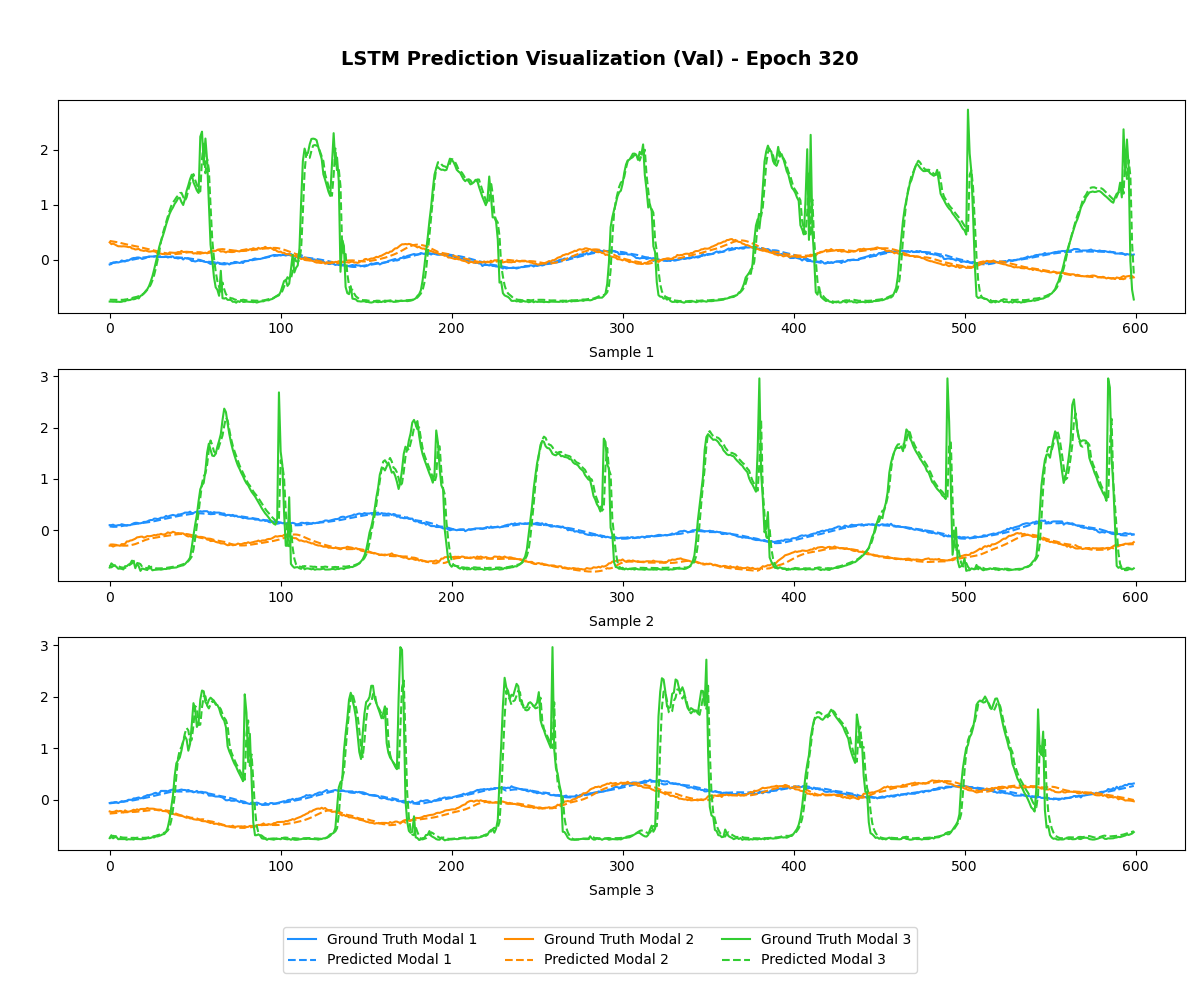 LSTM Prediction Visualization (Val) - Epoch 320
2
1
0
0 100 200 300 400 500 600
Sample 1
3
2
1
0
0 100 200 300 400 500 600
Sample 2
3
2
1
0
0 100 200 300 400 500 600
Sample 3
Ground Truth Modal 1 Ground Truth Modal 2 Ground Truth Modal 3
Predicted Modal 1 Predicted Modal 2 Predicted Modal 3